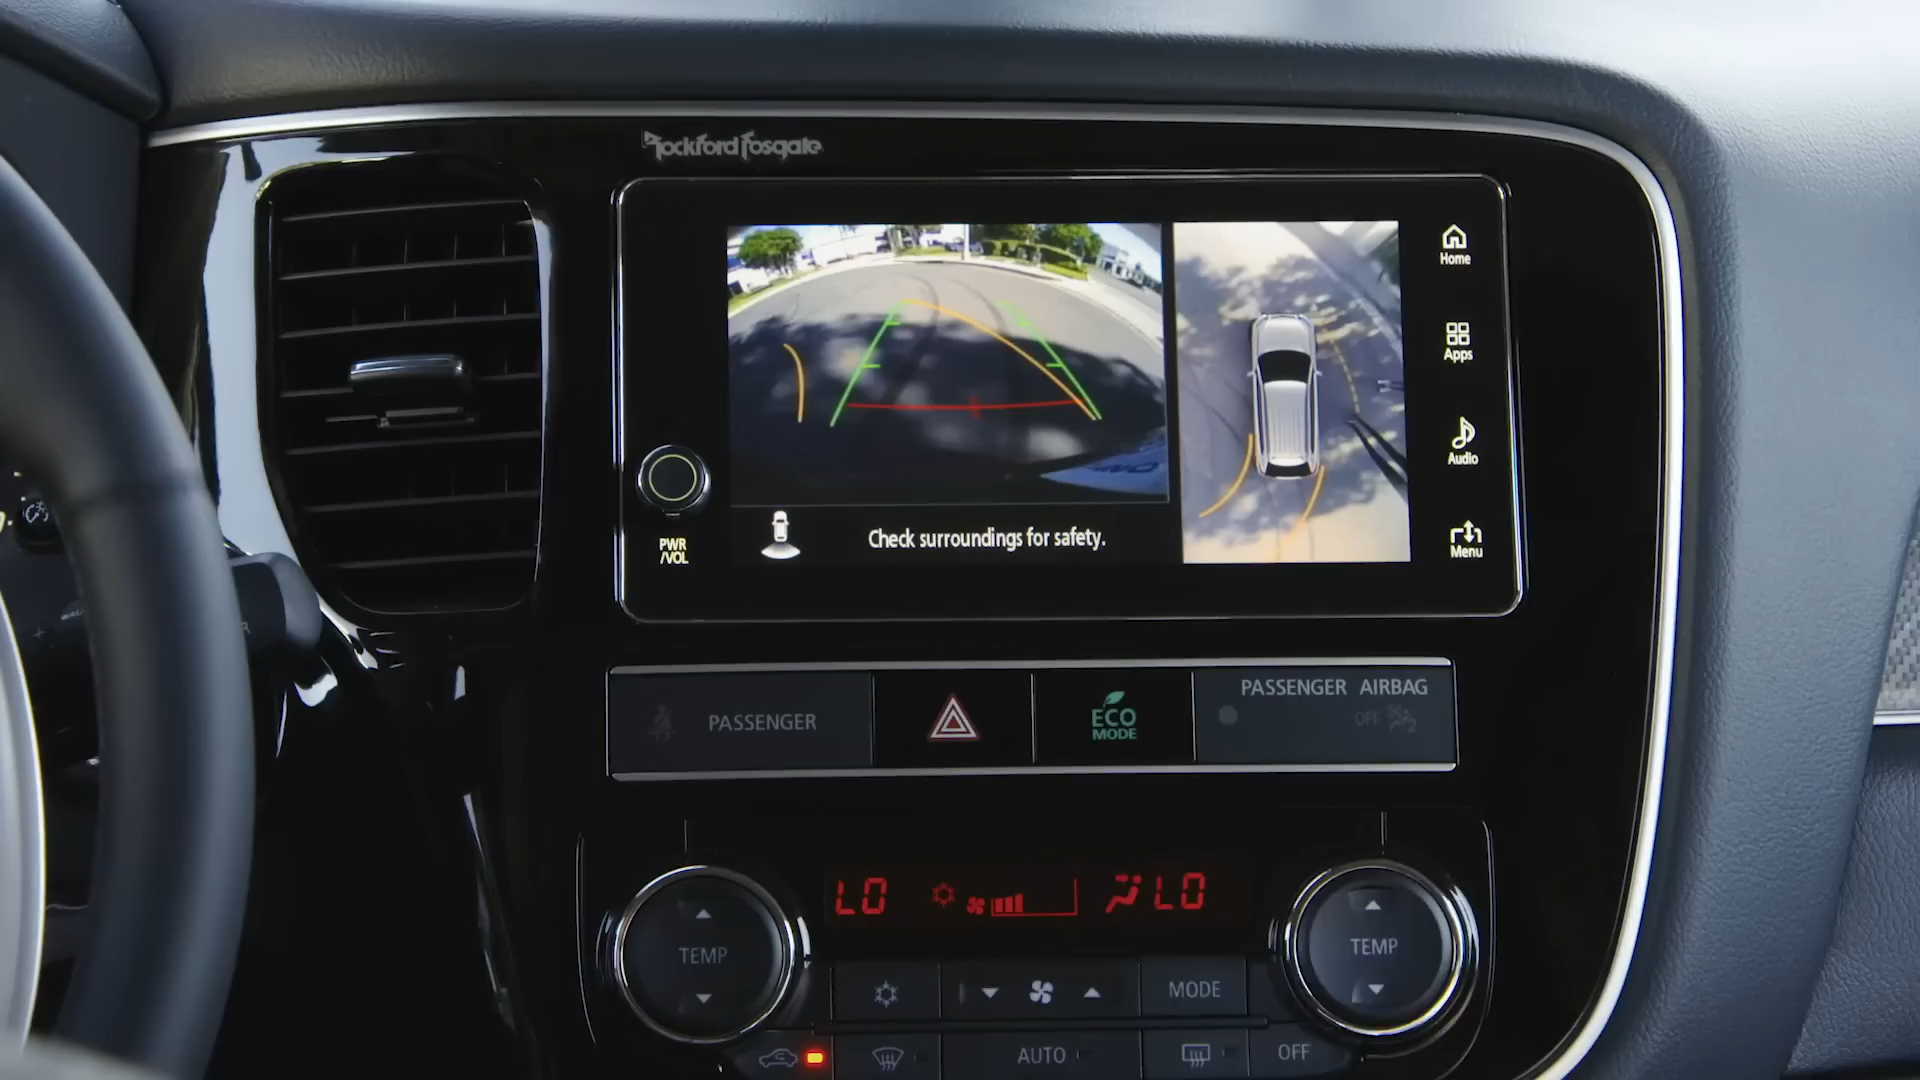 Rockford Fosgate
Home
Apps
Audio
Menu
PWR
/VOL
Check surroundings for safety.
PASSENGER
ECO
MODE
PASSENGER AIRBAG
OFF
LO
LO
TEMP
TEMP
MODE
AUTO
OFF